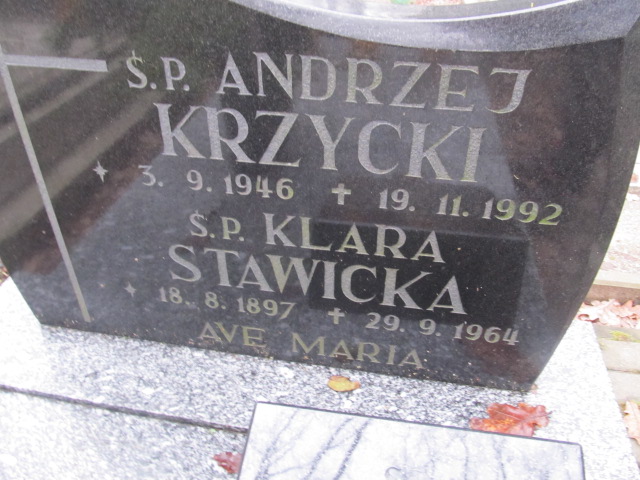 Ś.P. ANDRZEJ
KRZYCKI
* 3. 9. 1946 + 19. 11. 1992
Ś.P. KLARA
STAWICKA
* 18. 8. 1897 + 29. 9. 1964
AVE MARIA